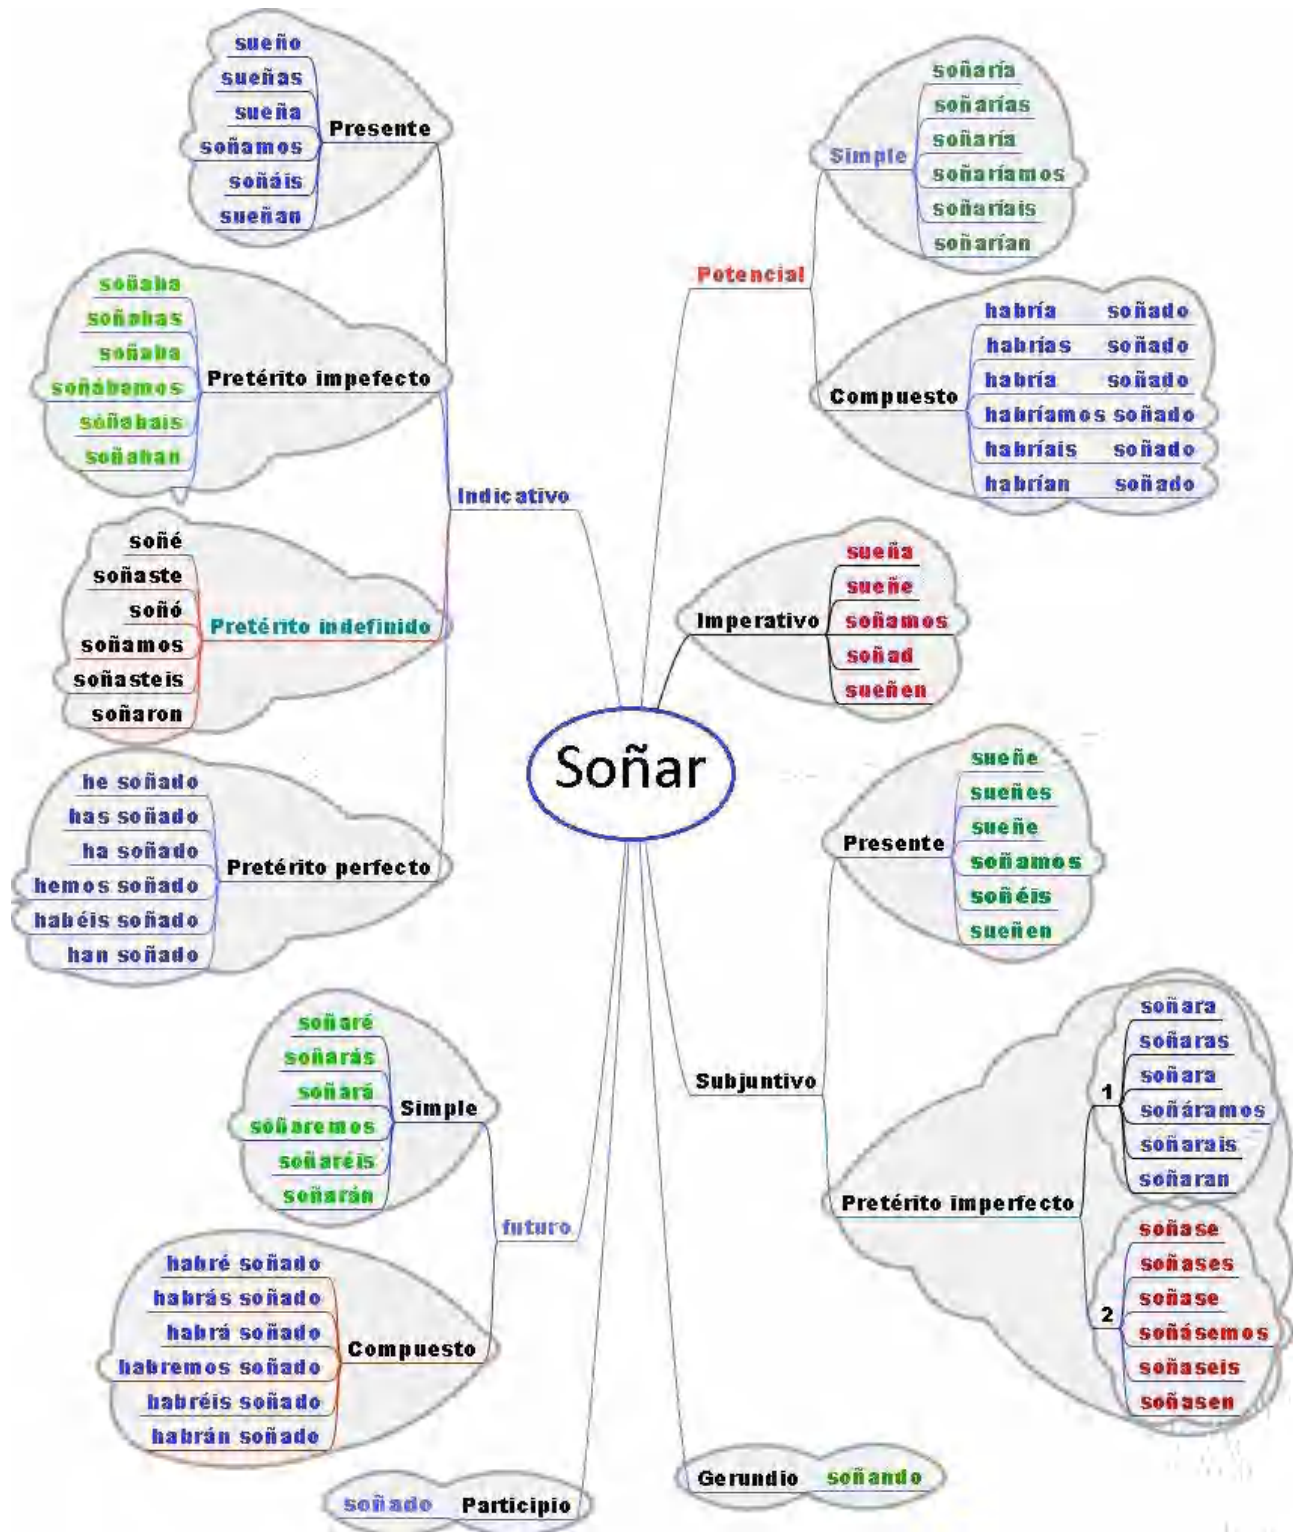 Soñar
Indicativo
Presente
sueño
sueñas
sueña
soñamos
soñáis
sueñan
Pretérito impefecto
soñaba
soñabas
soñaba
soñábamos
soñabais
soñaban
Pretérito indefinido
soñé
soñaste
soñó
soñamos
soñasteis
soñaron
Pretérito perfecto
he soñado
has soñado
ha soñado
hemos soñado
habéis soñado
han soñado
futuro
Simple
soñaré
soñarás
soñará
soñaremos
soñaréis
soñarán
Compuesto
habré soñado
habrás soñado
habrá soñado
habremos soñado
habréis soñado
habrán soñado
Participio
soñado
Potencial
Simple
soñaría
soñarías
soñaría
soñaríamos
soñaríais
soñarían
Compuesto
habría soñado
habrías soñado
habría soñado
habríamos soñado
habríais soñado
habrían soñado
Imperativo
sueña
sueñe
soñamos
soñad
sueñen
Subjuntivo
Presente
sueñe
sueñes
sueñe
soñamos
soñéis
sueñen
Pretérito imperfecto
1
soñara
soñaras
soñara
soñáramos
soñarais
soñaran
2
soñase
soñases
soñase
soñásemos
soñaseis
soñasen
Gerundio
soñando